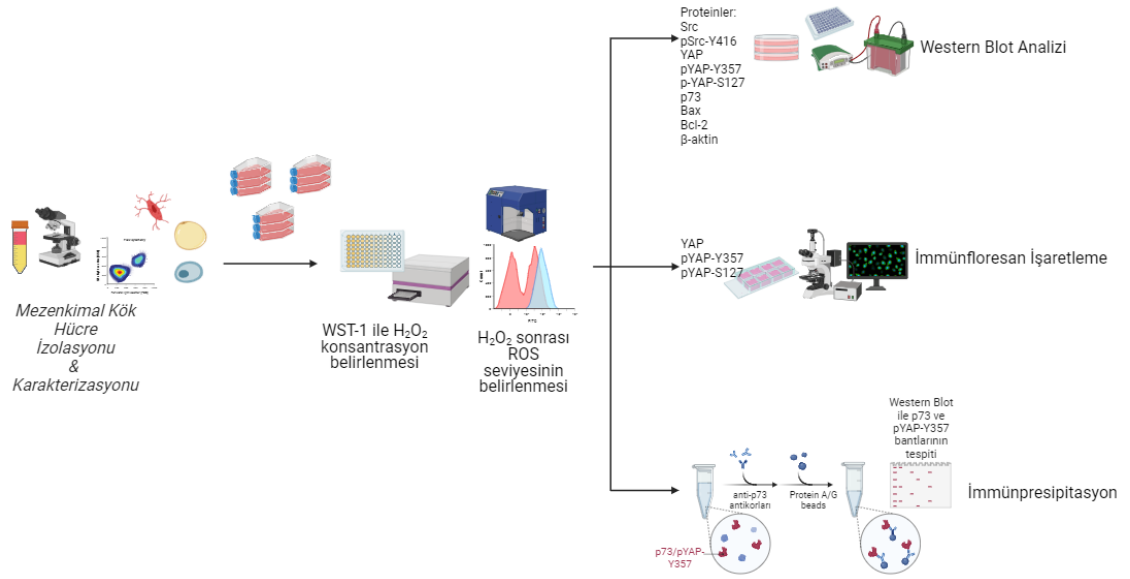 Proteinler:
Src
pSrc-Y416
YAP
pYAP-Y357
p-YAP-S127
p73
Bax
Bcl-2
β-aktin
Western Blot Analizi
Mezenkimal Kök
Hücre
İzolasyonu
&
Karakterizasyonu
WST-1 ile H₂O₂
konsantrasyon
belirlenmesi
H₂O₂ sonrası
ROS
seviyesinin
belirlenmesi
YAP
pYAP-Y357
pYAP-S127
İmmünfloresan İşaretleme
Western Blot
ile p73 ve
pYAP-Y357
bantlarının
tespiti
anti-p73
antikorları
Protein A/G
beads
p73/pYAP-
Y357
İmmünpresipitasyon